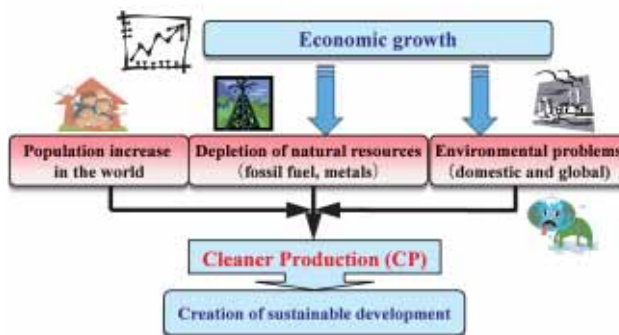 Economic growth
Population increase
in the world
Depletion of natural resources
(fossil fuel, metals)
Environmental problems
(domestic and global)
Cleaner Production (CP)
Creation of sustainable development